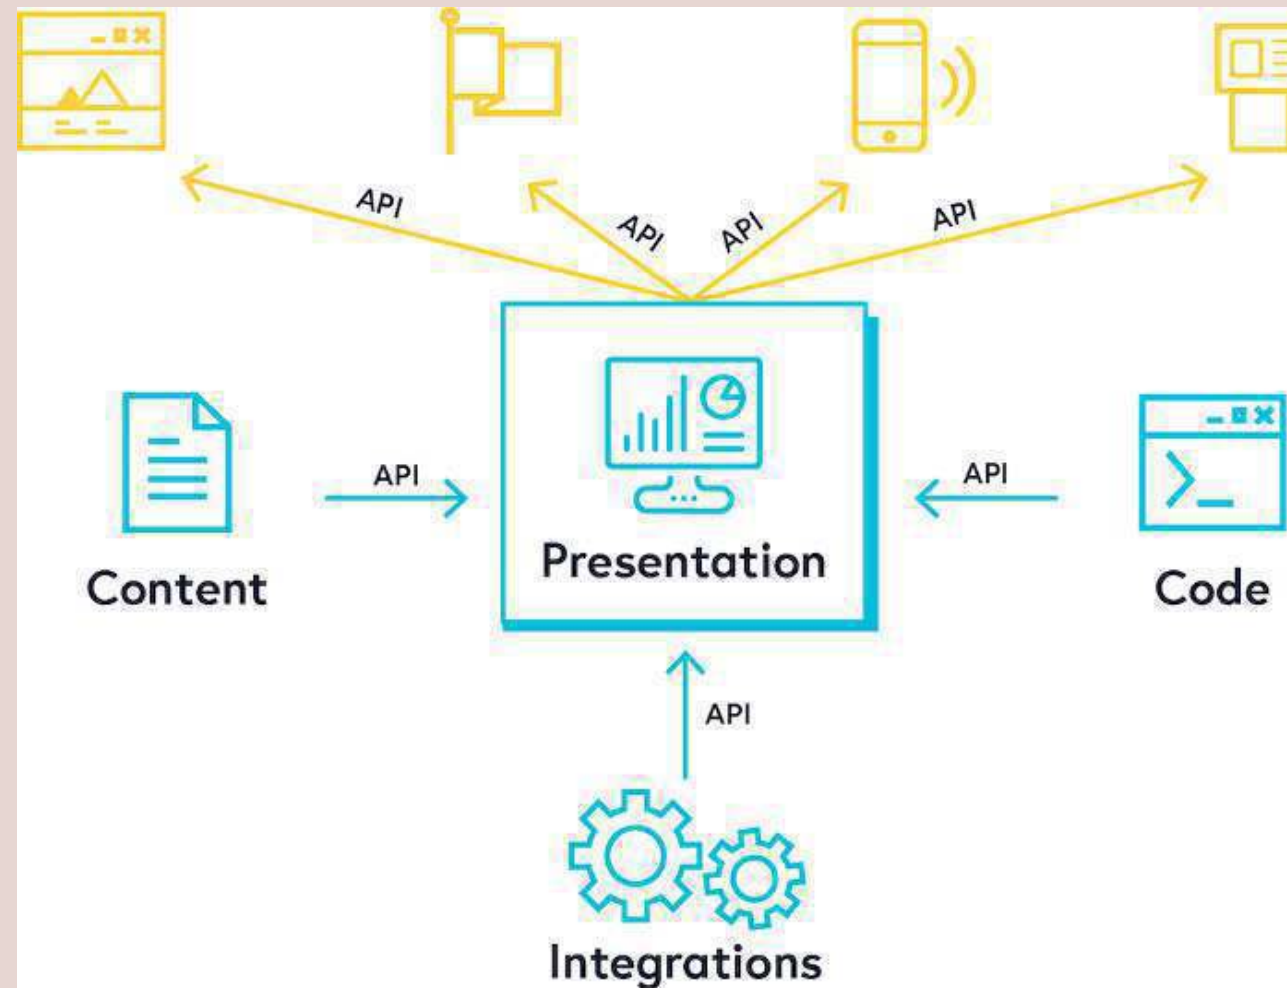 API
API
API
API
API
API
Presentation
Content
Code
API
Integrations